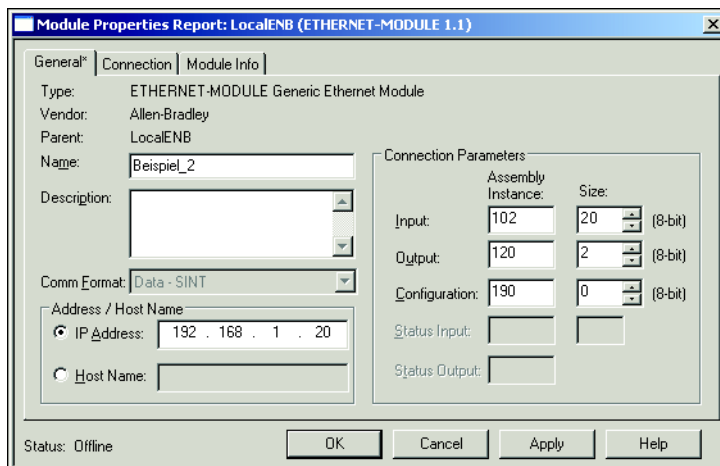 Module Properties Report: LocalENB (ETHERNET-MODULE 1.1)
General* Connection Module Info
Type: ETHERNET-MODULE Generic Ethernet Module
Vendor: Allen-Bradley
Parent: LocalENB
Name: Beispiel_2
Description:
Comm Format: Data - SINT
Address / Host Name
IP Address: 192 . 168 . 1 . 20
Host Name:
Connection Parameters
Assembly Instance: Size:
Input: 102 20 (8-bit)
Output: 120 2 (8-bit)
Configuration: 190 0 (8-bit)
Status Input:
Status Output:
Status: Offline
OK Cancel Apply Help